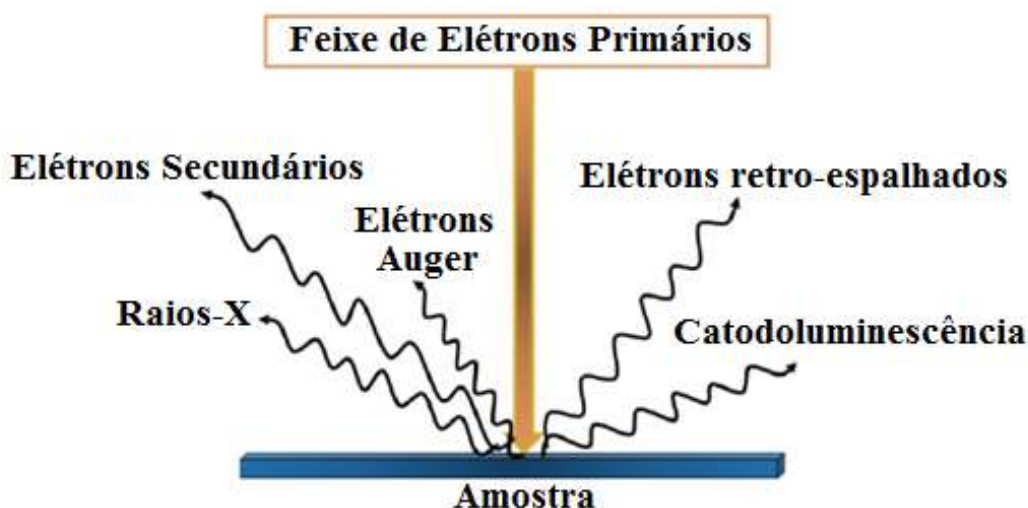 Feixe de Elétrons Primários
Elétrons Secundários
Elétrons retro-espalhados
Elétrons
Auger
Raios-X
Catodoluminescência
Amostra